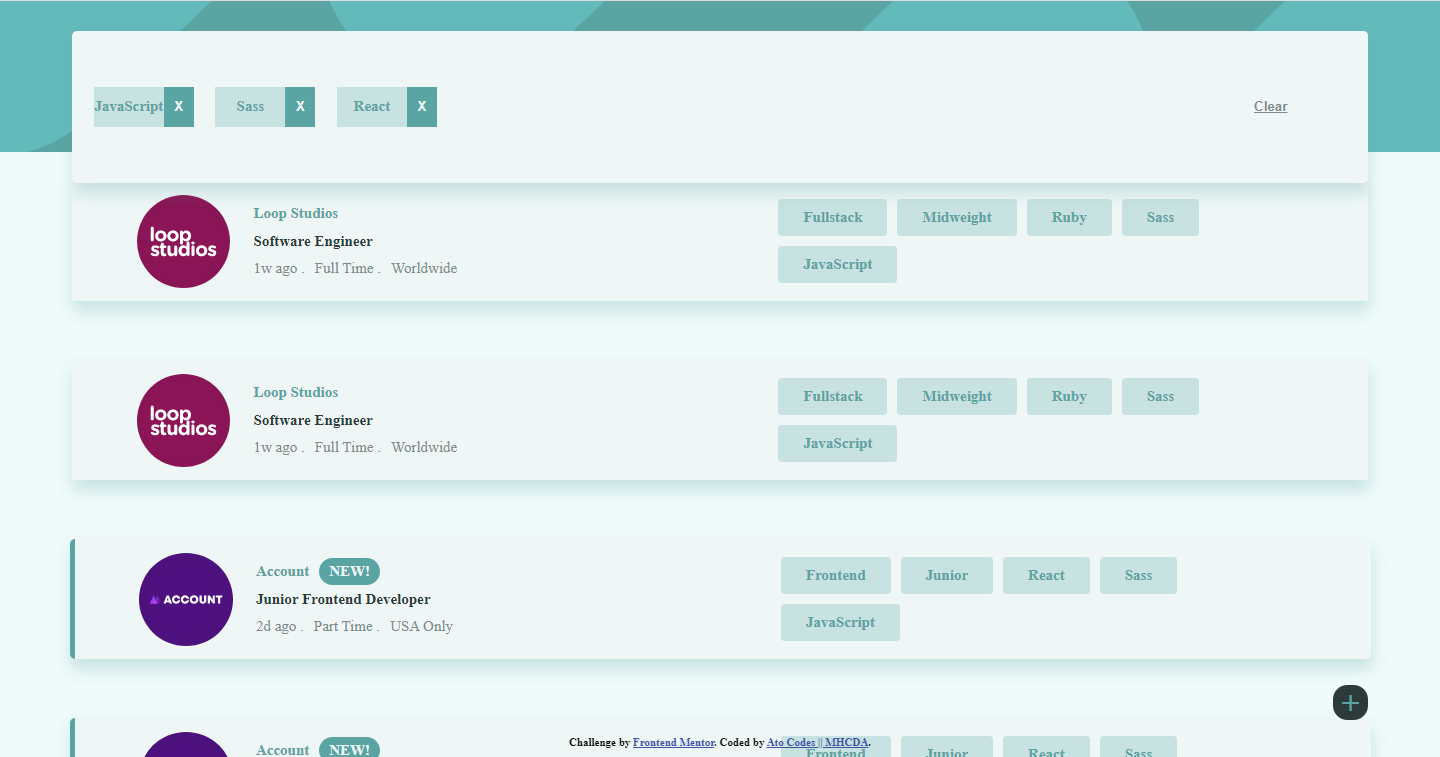 JavaScript X Sass X React X Clear
loop studios
Loop Studios
Software Engineer
1w ago . Full Time . Worldwide
Fullstack Midweight Ruby Sass
JavaScript
loop studios
Loop Studios
Software Engineer
1w ago . Full Time . Worldwide
Fullstack Midweight Ruby Sass
JavaScript
ACCOUNT
Account NEW!
Junior Frontend Developer
2d ago . Part Time . USA Only
Frontend Junior React Sass
JavaScript
+
Account NEW!
Frontend Junior React Sass
Challenge by Frontend Mentor. Coded by Ato Codes || MHCDA.